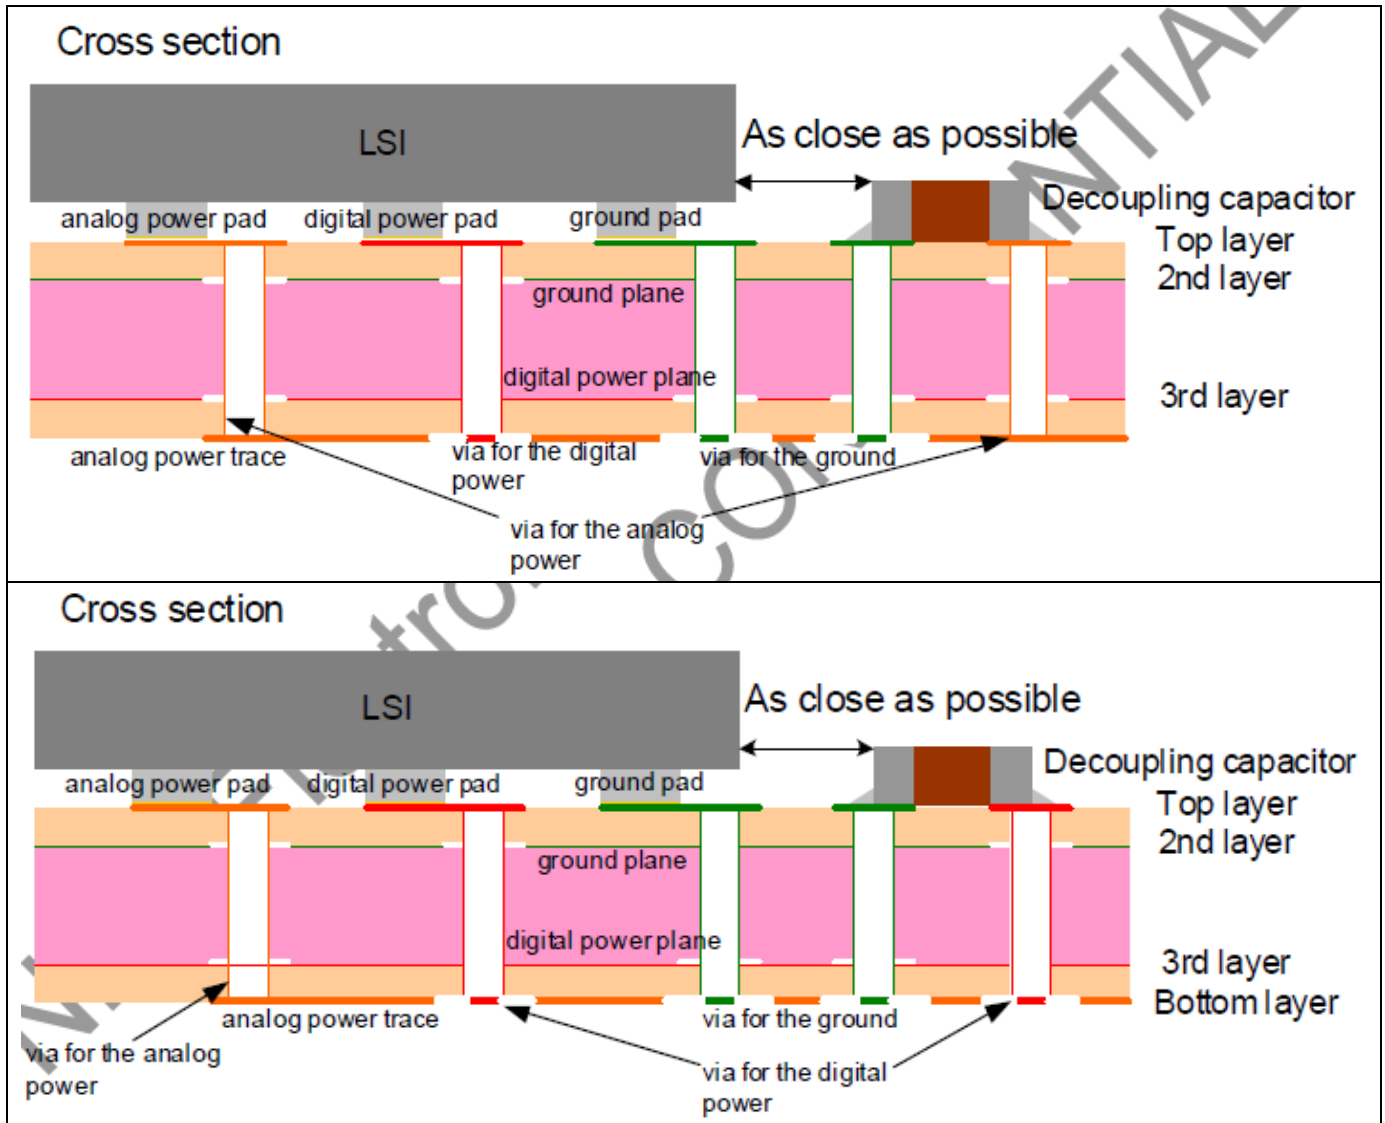 Cross section
LSI
As close as possible
analog power pad
digital power pad
ground pad
Decoupling capacitor
Top layer
2nd layer
ground plane
digital power plane
3rd layer
analog power trace
via for the digital
power
via for the ground
via for the analog
power
Cross section
LSI
As close as possible
analog power pad
digital power pad
ground pad
Decoupling capacitor
Top layer
2nd layer
ground plane
digital power plane
3rd layer
Bottom layer
analog power trace
via for the ground
via for the analog
power
via for the digital
power